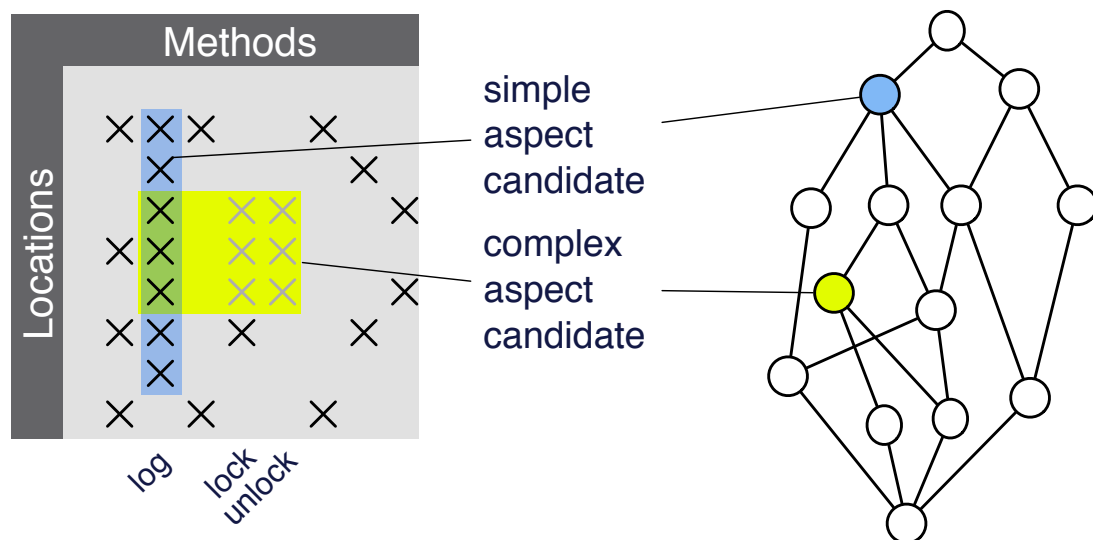 Methods
Locations
simple
aspect
candidate
complex
aspect
candidate
log
lock
unlock